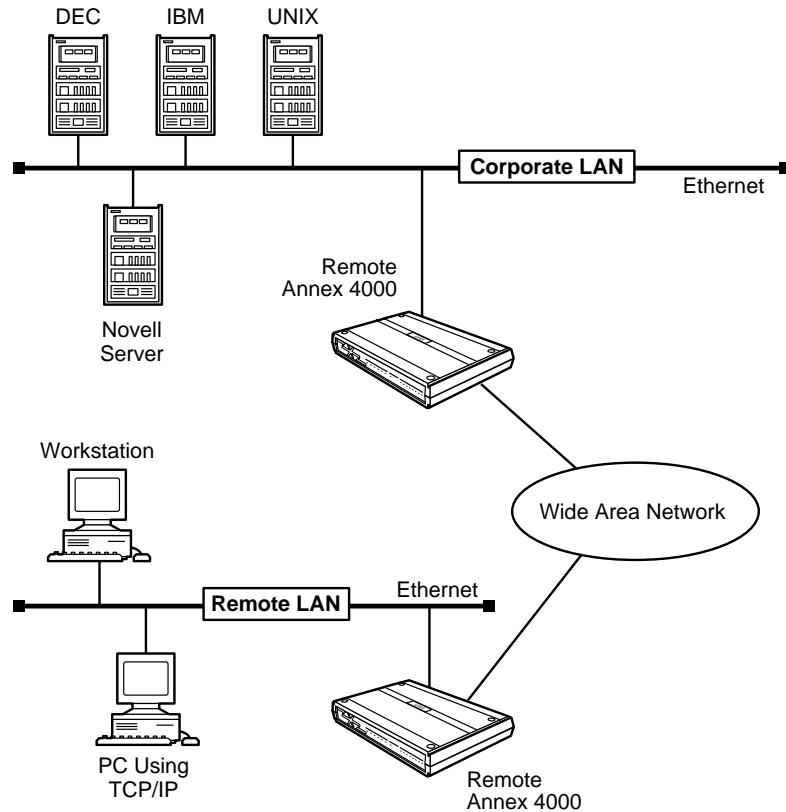 DEC
IBM
UNIX
Corporate LAN
Ethernet
Remote
Annex 4000
Novell
Server
Workstation
Wide Area Network
Ethernet
Remote LAN
PC Using
TCP/IP
Remote
Annex 4000